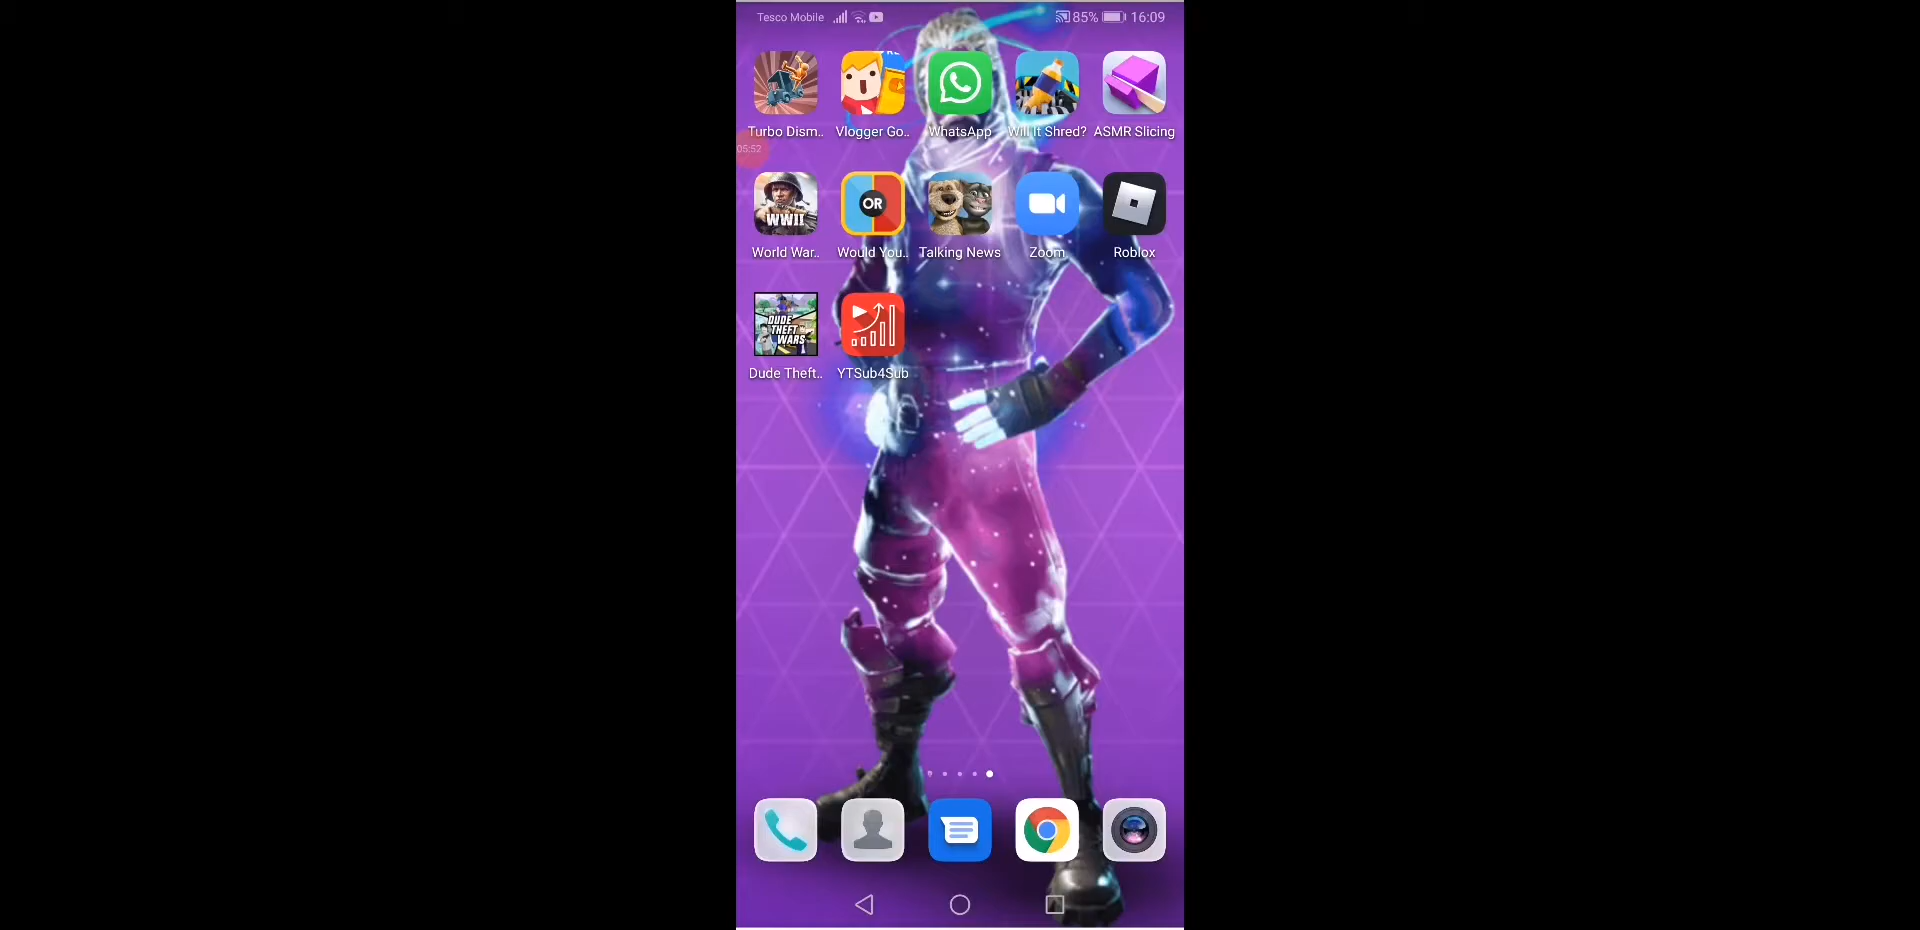 Tesco Mobile 85% 16:09
Turbo Dism.. Vlogger Go.. WhatsApp Will It Shred? ASMR Slicing
05:52
WWII OR
World War.. Would You.. Talking News Zoom Roblox
DUDE
THEFT
WARS
Dude Theft.. YTSub4Sub